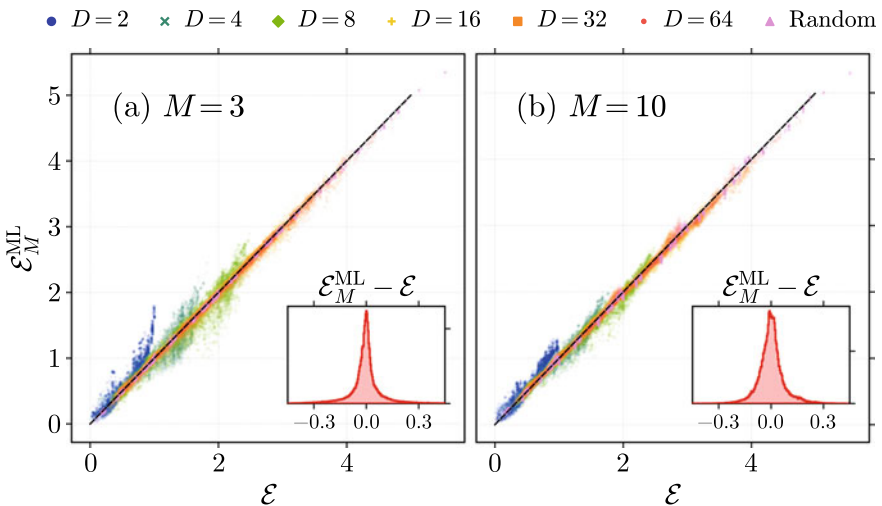 D = 2 D = 4 D = 8 D = 16 D = 32 D = 64 Random
(a) M = 3
(b) M = 10
5
4
3
2
1
0
ℰ_M^ML
ℰ_M^ML − ℰ
−0.3 0.0 0.3
ℰ_M^ML − ℰ
−0.3 0.0 0.3
0 2 4
0 2 4
ℰ
ℰ